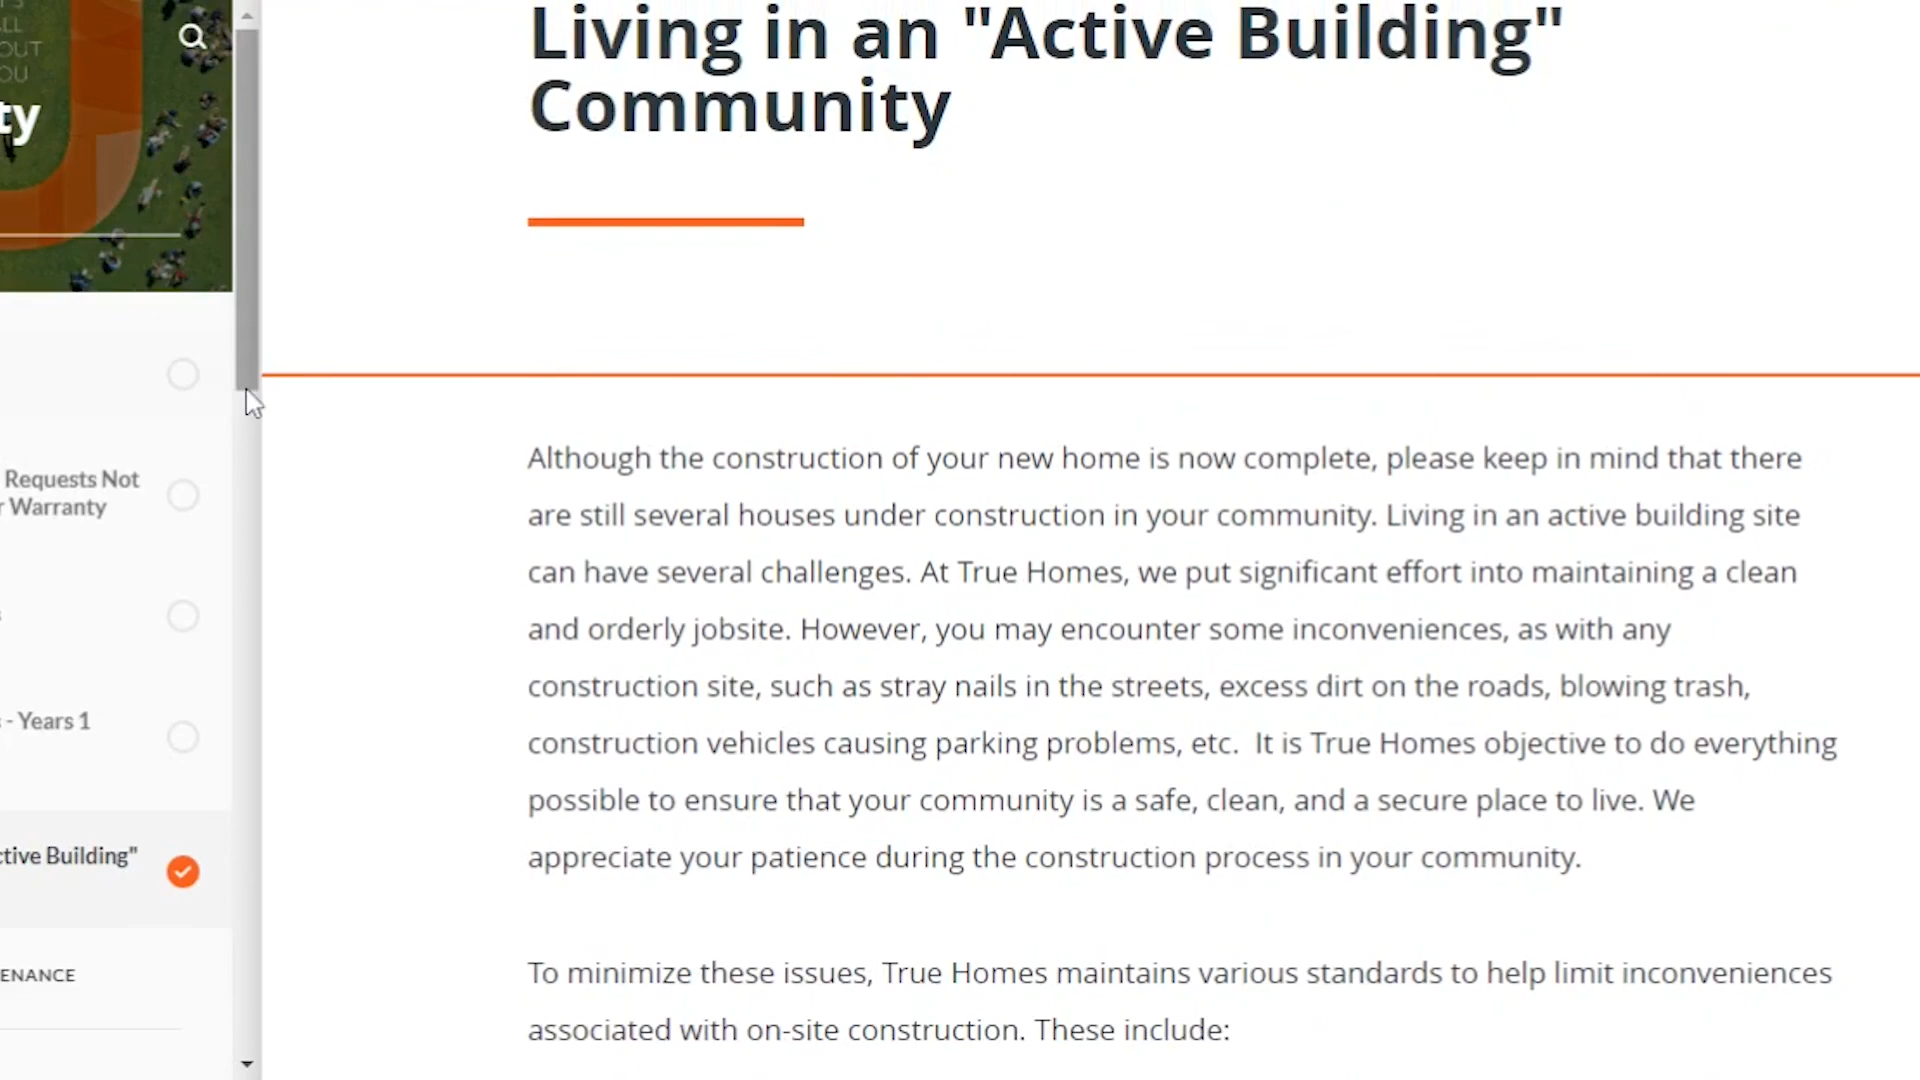 ALL
OUT
OU
ty
Requests Not
r Warranty
s
- Years 1
ctive Building"
ENANCE
Living in an "Active Building"
Community
Although the construction of your new home is now complete, please keep in mind that there
are still several houses under construction in your community. Living in an active building site
can have several challenges. At True Homes, we put significant effort into maintaining a clean
and orderly jobsite. However, you may encounter some inconveniences, as with any
construction site, such as stray nails in the streets, excess dirt on the roads, blowing trash,
construction vehicles causing parking problems, etc.  It is True Homes objective to do everything
possible to ensure that your community is a safe, clean, and a secure place to live. We
appreciate your patience during the construction process in your community.
To minimize these issues, True Homes maintains various standards to help limit inconveniences
associated with on-site construction. These include: